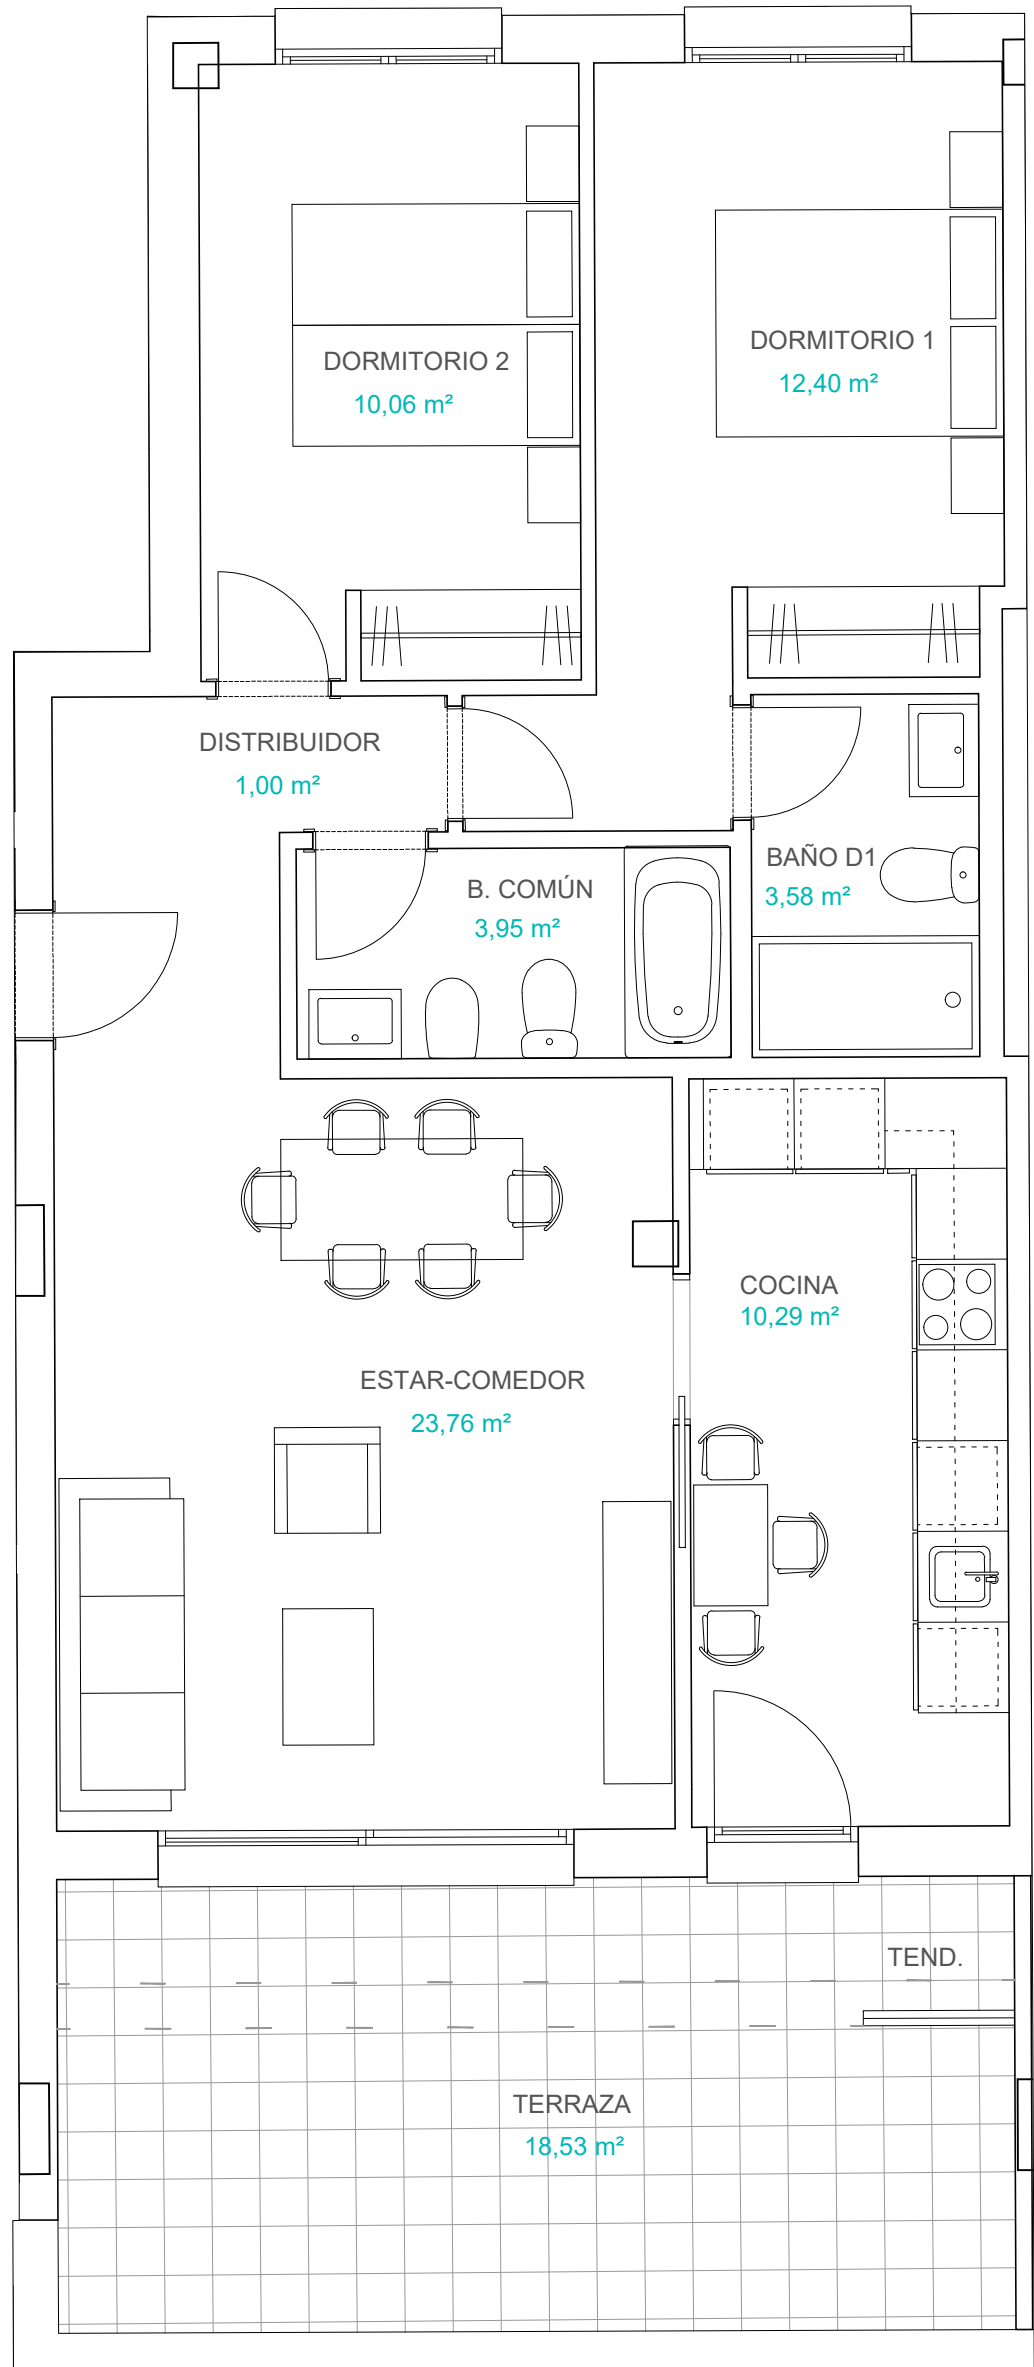 DORMITORIO 2
10,06 m²
DORMITORIO 1
12,40 m²
DISTRIBUIDOR
1,00 m²
B. COMÚN
3,95 m²
BAÑO D1
3,58 m²
COCINA
10,29 m²
ESTAR-COMEDOR
23,76 m²
TEND.
TERRAZA
18,53 m²